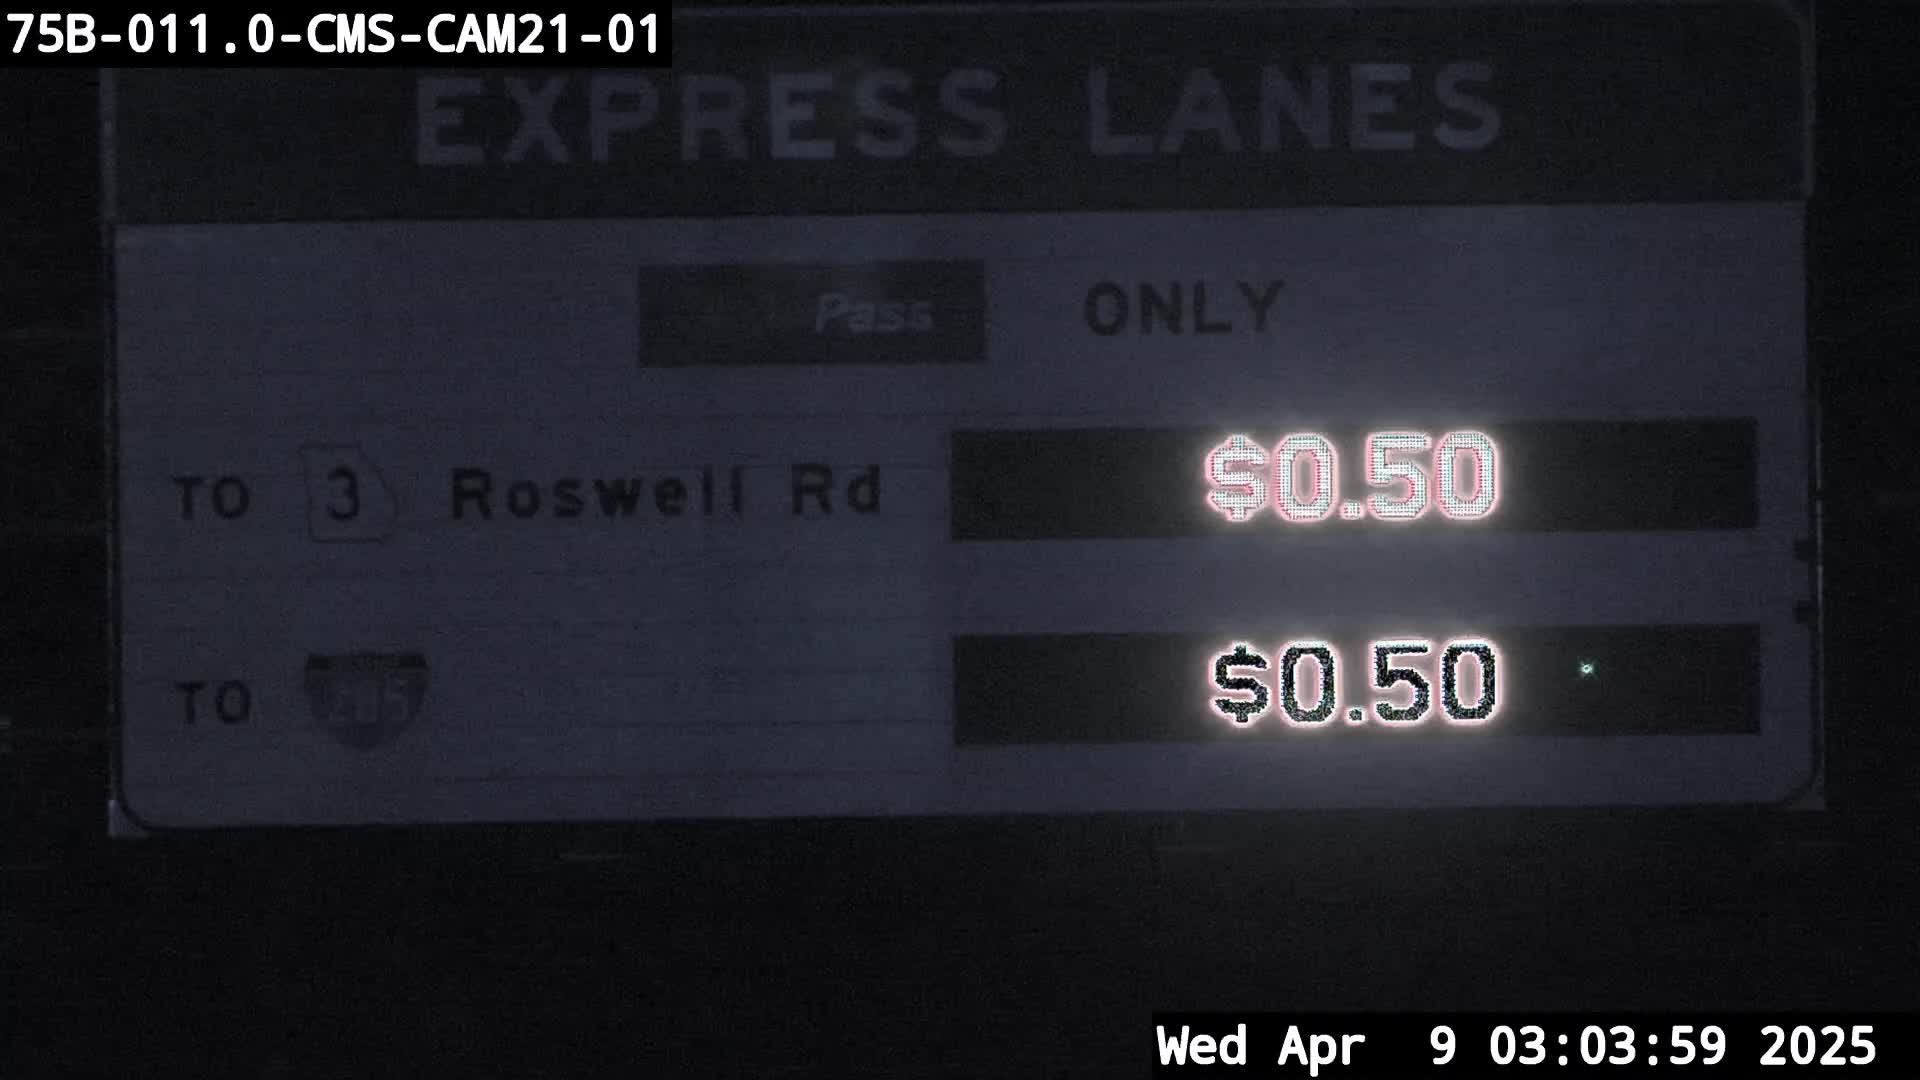 75B-011.0-CMS-CAM21-01
EXPRESS LANES
Pass ONLY
TO 3 Roswell Rd $0.50
TO 285 $0.50
Wed Apr 9 03:03:59 2025